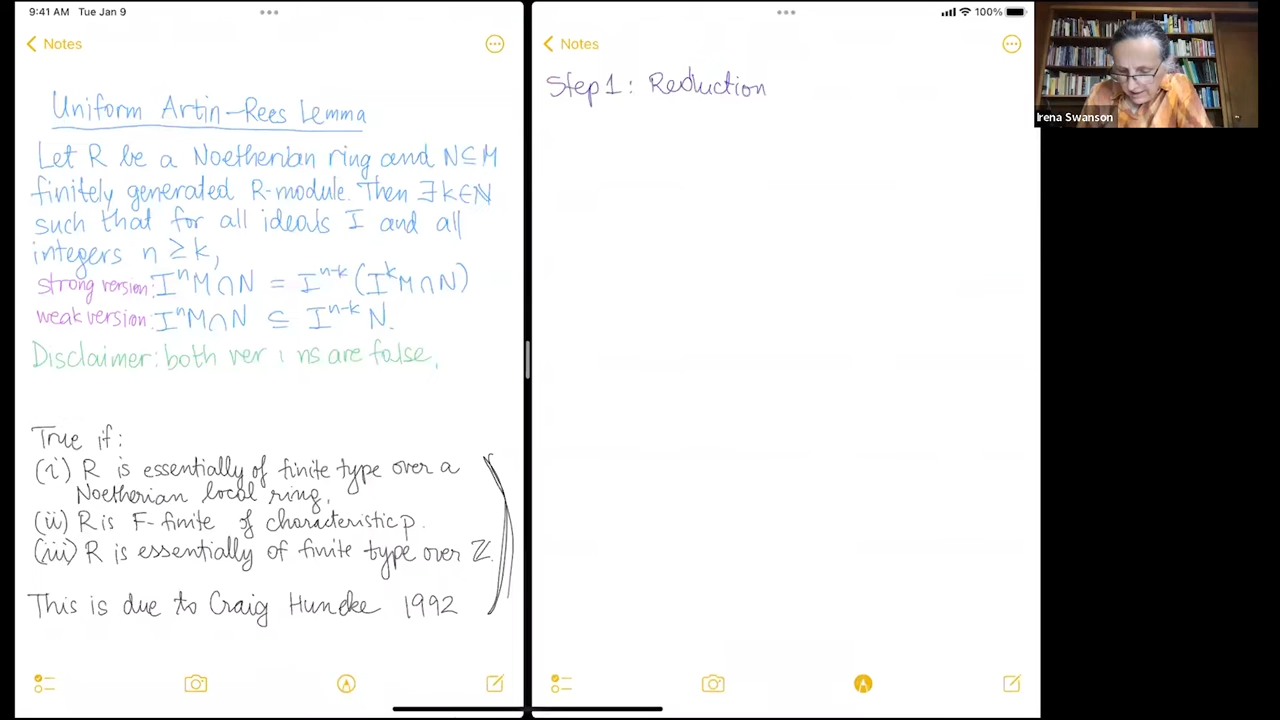 9:41 AM Tue Jan 9
100%
Notes
Notes
Uniform Artin-Rees Lemma
Let R be a Noetherian ring and N⊆M
finitely generated R-module. Then ∃k∈ℕ
such that for all ideals I and all
integers n ≥ k,
strong version: IⁿM∩N = Iⁿ⁻ᵏ(IᵏM∩N)
weak version: IⁿM∩N ⊆ Iⁿ⁻ᵏN.
Disclaimer: both ver ı ns are false.
True if:
(i) R is essentially of finite type over a
Noetherian local ring.
(ii) R is F-finite of characteristic p.
(iii) R is essentially of finite type over ℤ.
This is due to Craig Huneke 1992
Step 1: Reduction
Irena Swanson